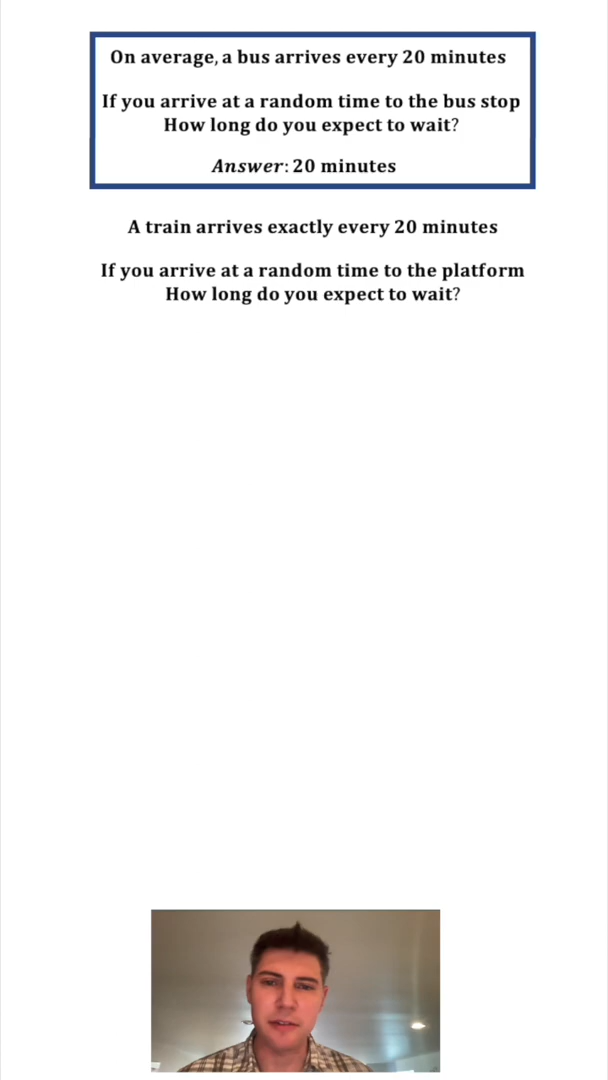 On average, a bus arrives every 20 minutes
If you arrive at a random time to the bus stop
How long do you expect to wait?
Answer: 20 minutes
A train arrives exactly every 20 minutes
If you arrive at a random time to the platform
How long do you expect to wait?